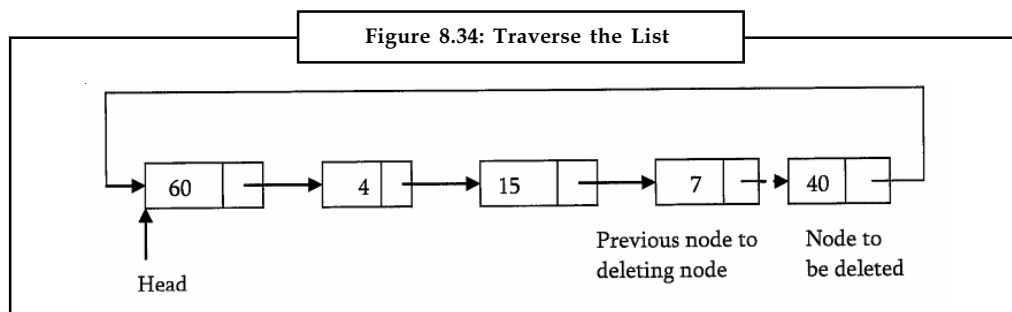 Figure 8.34: Traverse the List
60 4 15 7 40
Previous node to Node to
deleting node be deleted
Head